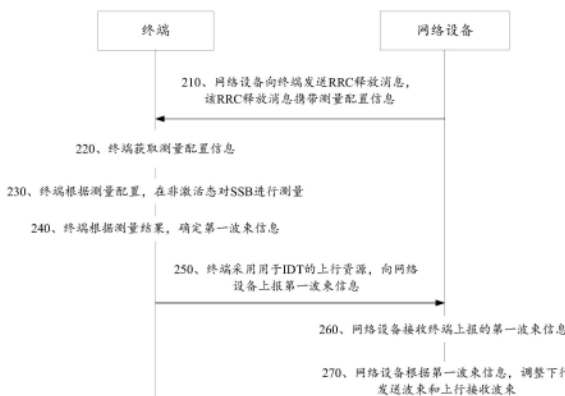 终端
网络设备
210、网络设备向终端发送RRC释放消息，
该RRC释放消息携带测量配置信息
220、终端获取测量配置信息
230、终端根据测量配置，在非激活态对SSB进行测量
240、终端根据测量结果，确定第一波束信息
250、终端采用用于IDT的上行资源，向网络
设备上报第一波束信息
260、网络设备接收终端上报的第一波束信息
270、网络设备根据第一波束信息，调整下行
发送波束和上行接收波束